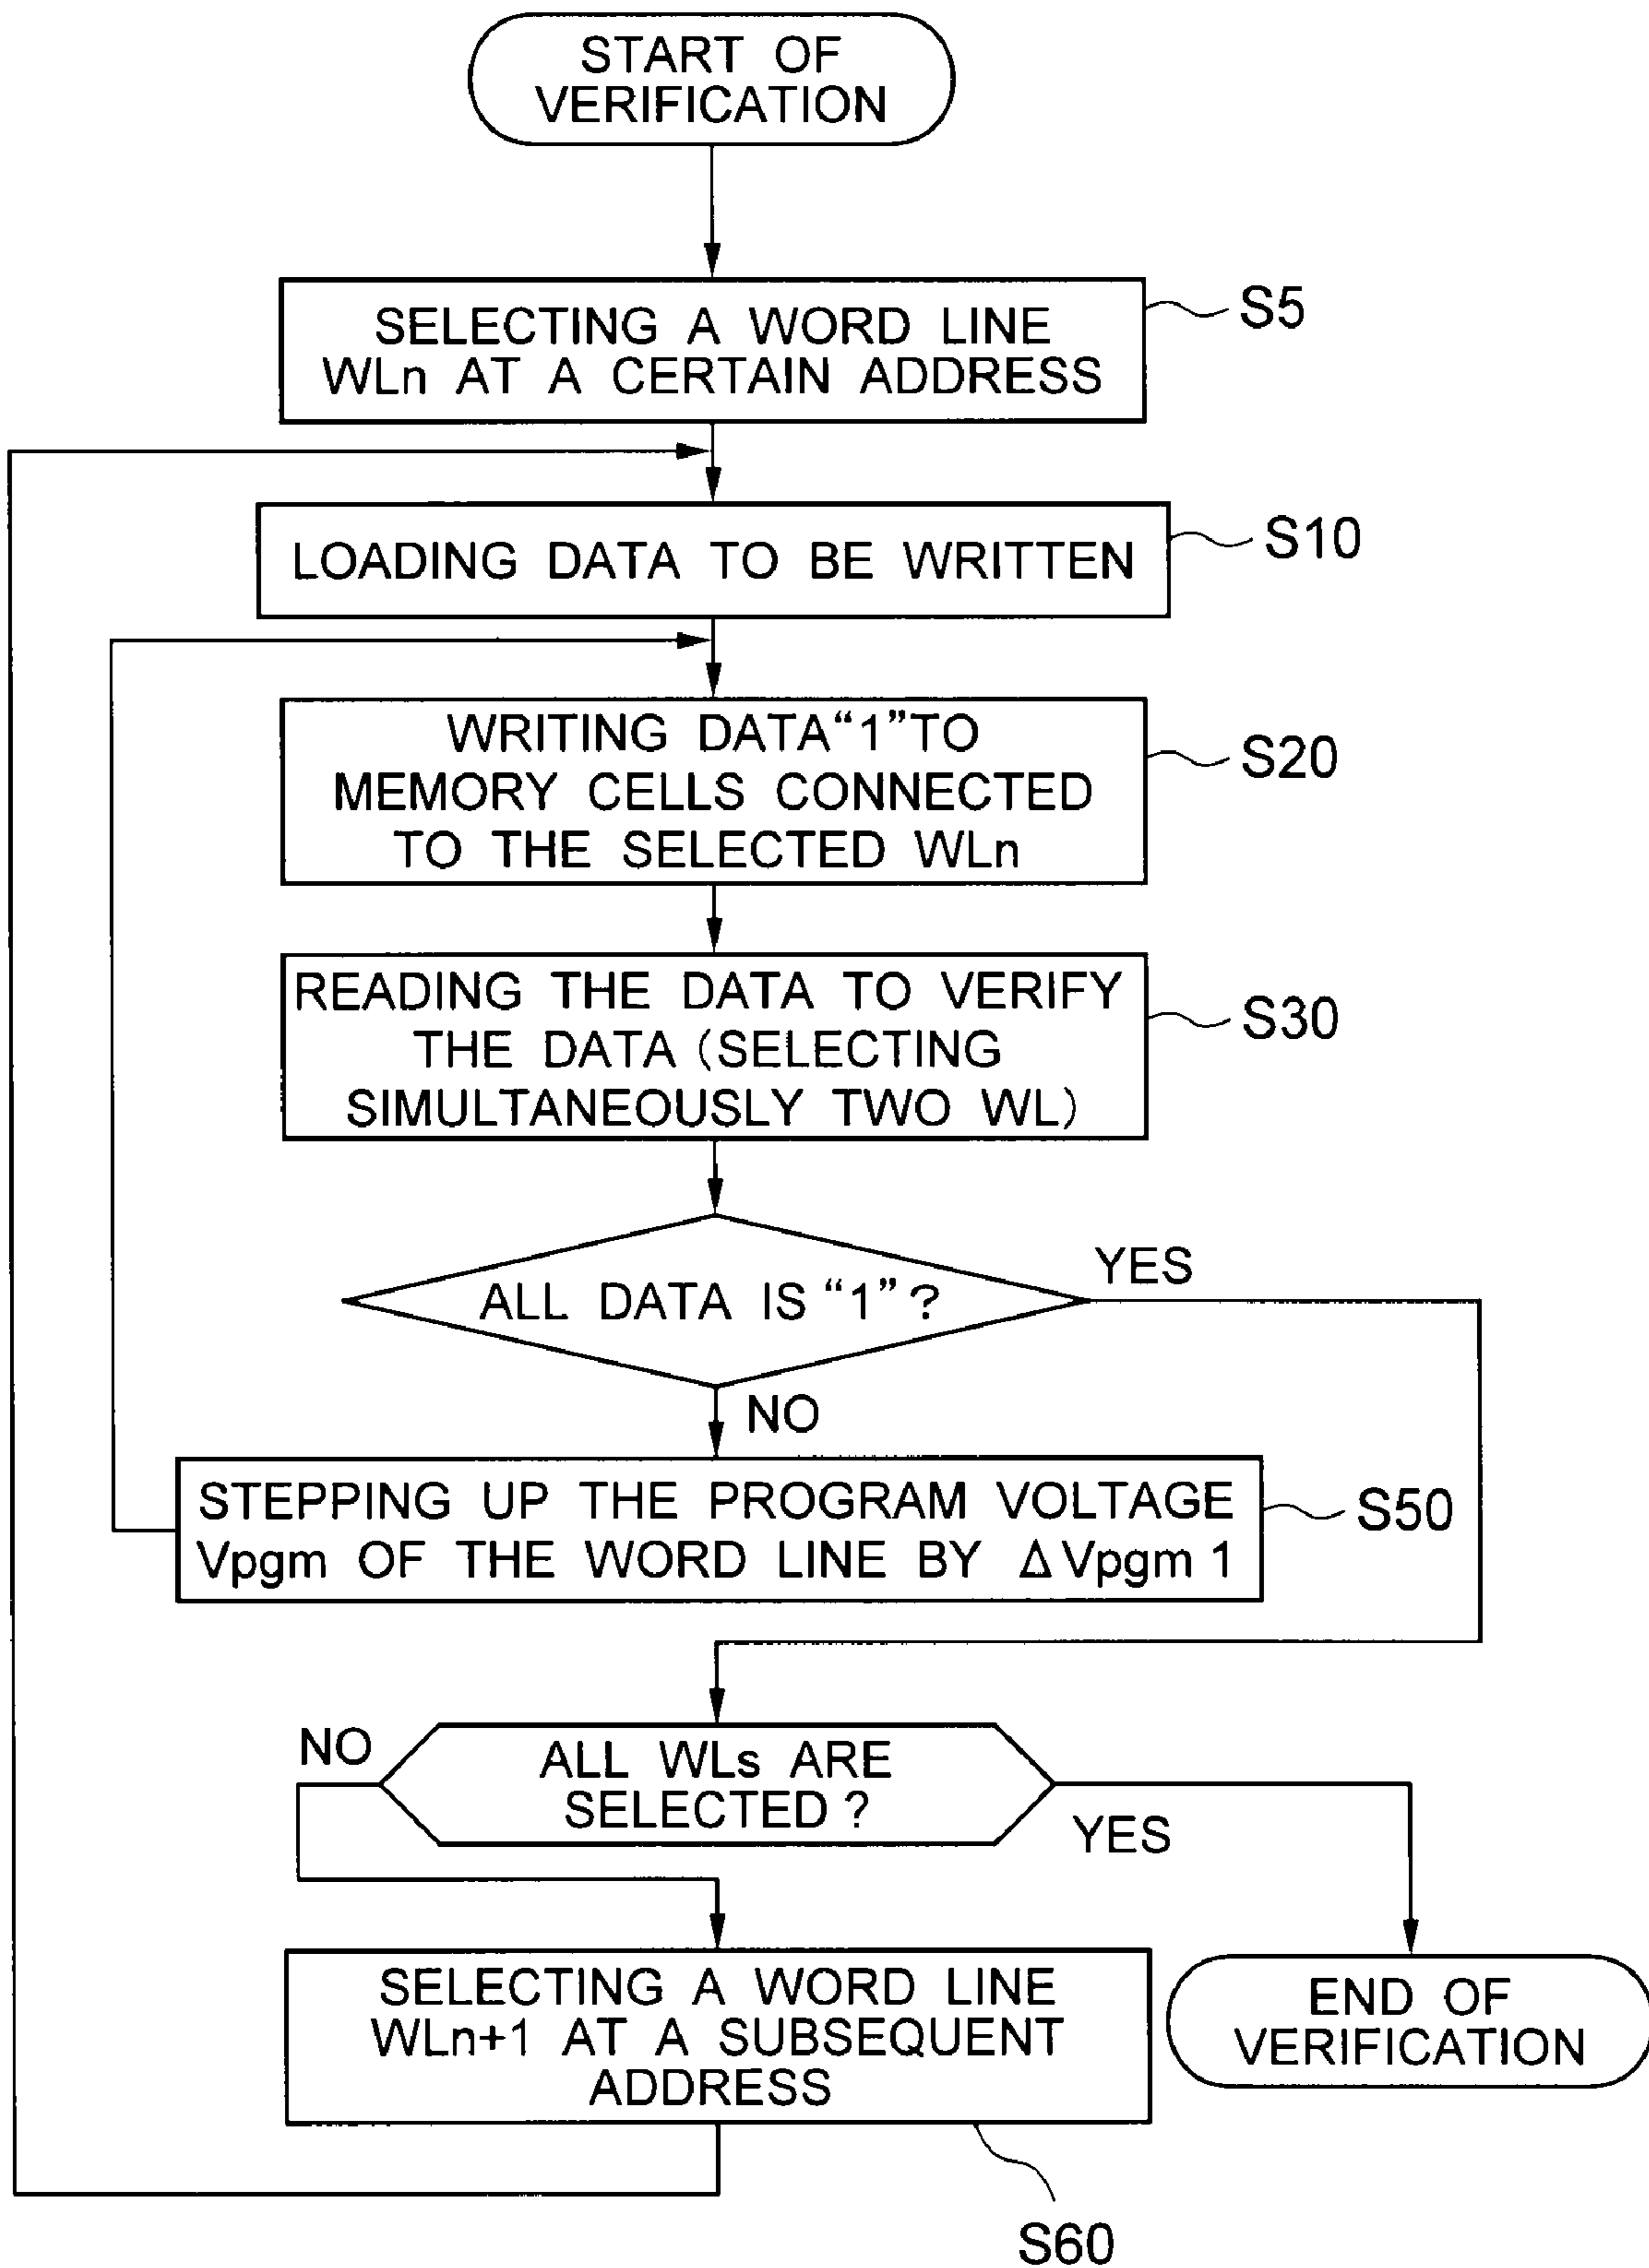 START OF
VERIFICATION
SELECTING A WORD LINE
WLn AT A CERTAIN ADDRESS
S5
LOADING DATA TO BE WRITTEN
S10
WRITING DATA “1” TO
MEMORY CELLS CONNECTED
TO THE SELECTED WLn
S20
READING THE DATA TO VERIFY
THE DATA (SELECTING
SIMULTANEOUSLY TWO WL)
S30
ALL DATA IS “1” ?
YES
NO
STEPPING UP THE PROGRAM VOLTAGE
Vpgm OF THE WORD LINE BY ΔVpgm 1
S50
ALL WLs ARE
SELECTED ?
NO
YES
SELECTING A WORD LINE
WLn+1 AT A SUBSEQUENT
ADDRESS
S60
END OF
VERIFICATION